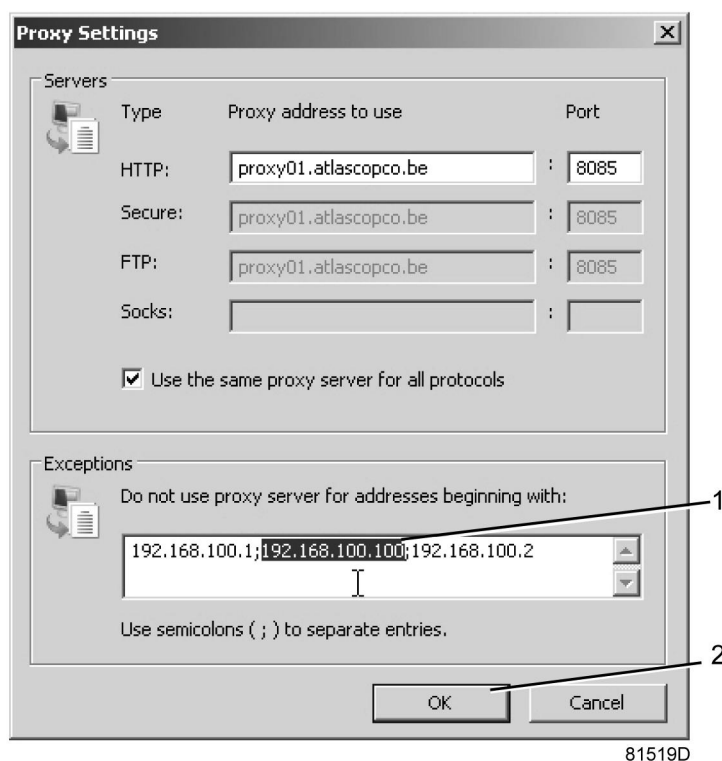 Proxy Settings
Servers
Type Proxy address to use Port
HTTP: proxy01.atlascopco.be : 8085
Secure: proxy01.atlascopco.be : 8085
FTP: proxy01.atlascopco.be : 8085
Socks: :
Use the same proxy server for all protocols
Exceptions
Do not use proxy server for addresses beginning with:
1
192.168.100.1;192.168.100.100;192.168.100.2
Use semicolons ( ; ) to separate entries.
2
OK Cancel
81519D